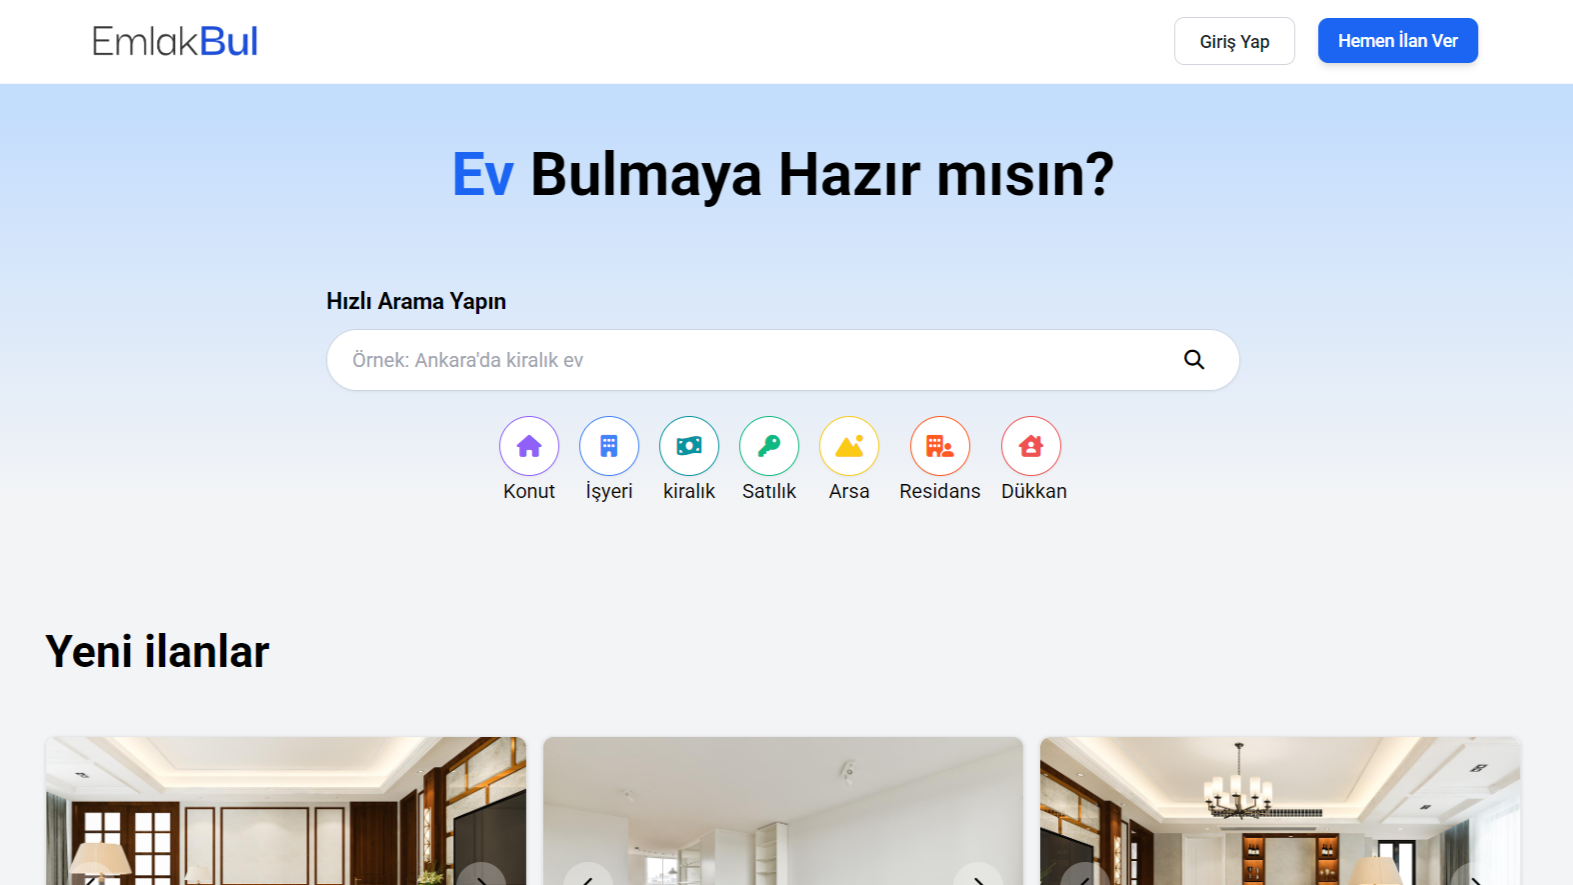 EmlakBul
Giriş Yap
Hemen İlan Ver
Ev Bulmaya Hazır mısın?
Hızlı Arama Yapın
Örnek: Ankara'da kiralık ev
Konut
İşyeri
kiralık
Satılık
Arsa
Residans
Dükkan
Yeni ilanlar